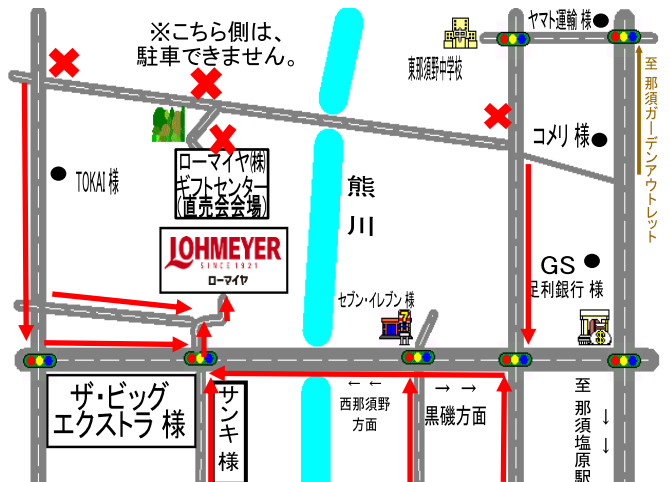 ※こちら側は、
駐車できません。
ヤマト運輸 様
東那須野中学校
至 那須ガーデンアウトレット
コメリ 様
TOKAI 様
ローマイヤ㈱
ギフトセンター
(直売会会場)
熊川
LOHMEYER
SINCE 1921
ローマイヤ
GS
足利銀行 様
セブン・イレブン 様
7
ザ・ビッグ
エクストラ 様
サンキ 様
← ←
西那須野
方面
→ →
黒磯方面
至 那須塩原駅
→ →